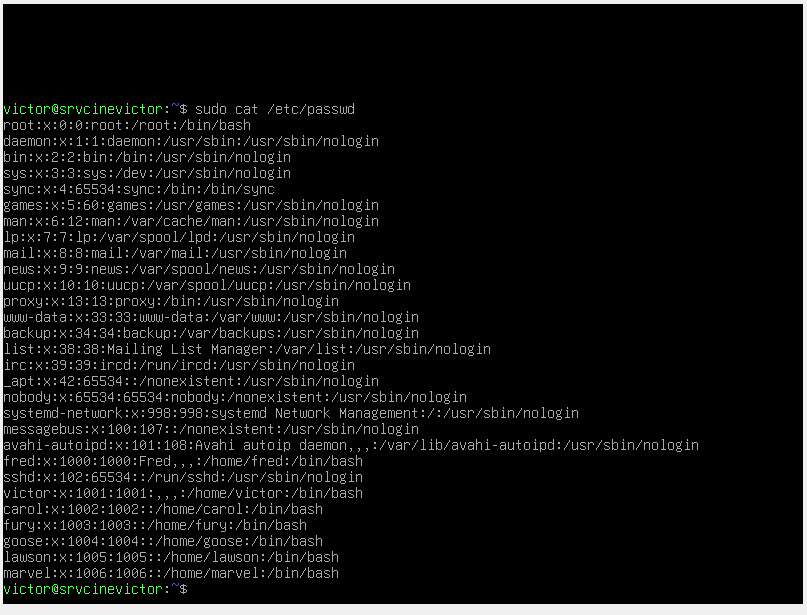 victor@srvcinevictor:~$ sudo cat /etc/passwd
root:x:0:0:root:/root:/bin/bash
daemon:x:1:1:daemon:/usr/sbin:/usr/sbin/nologin
bin:x:2:2:bin:/bin:/usr/sbin/nologin
sys:x:3:3:sys:/dev:/usr/sbin/nologin
sync:x:4:65534:sync:/bin:/bin/sync
games:x:5:60:games:/usr/games:/usr/sbin/nologin
man:x:6:12:man:/var/cache/man:/usr/sbin/nologin
lp:x:7:7:lp:/var/spool/lpd:/usr/sbin/nologin
mail:x:8:8:mail:/var/mail:/usr/sbin/nologin
news:x:9:9:news:/var/spool/news:/usr/sbin/nologin
uucp:x:10:10:uucp:/var/spool/uucp:/usr/sbin/nologin
proxy:x:13:13:proxy:/bin:/usr/sbin/nologin
www-data:x:33:33:www-data:/var/www:/usr/sbin/nologin
backup:x:34:34:backup:/var/backups:/usr/sbin/nologin
list:x:38:38:Mailing List Manager:/var/list:/usr/sbin/nologin
irc:x:39:39:ircd:/run/ircd:/usr/sbin/nologin
_apt:x:42:65534::/nonexistent:/usr/sbin/nologin
nobody:x:65534:65534:nobody:/nonexistent:/usr/sbin/nologin
systemd-network:x:998:998:systemd Network Management:/:/usr/sbin/nologin
messagebus:x:100:107::/nonexistent:/usr/sbin/nologin
avahi-autoipd:x:101:108:Avahi autoip daemon,,,:/var/lib/avahi-autoipd:/usr/sbin/nologin
fred:x:1000:1000:Fred,,,:/home/fred:/bin/bash
sshd:x:102:65534::/run/sshd:/usr/sbin/nologin
victor:x:1001:1001:,,,:/home/victor:/bin/bash
carol:x:1002:1002::/home/carol:/bin/bash
fury:x:1003:1003::/home/fury:/bin/bash
goose:x:1004:1004::/home/goose:/bin/bash
lawson:x:1005:1005::/home/lawson:/bin/bash
marvel:x:1006:1006::/home/marvel:/bin/bash
victor@srvcinevictor:~$